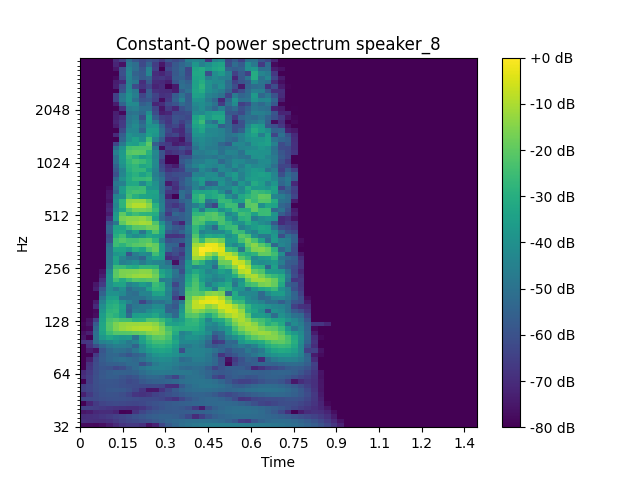 Constant-Q power spectrum speaker_8
Hz
2048
1024
512
256
128
64
32
0 0.15 0.3 0.45 0.6 0.75 0.9 1.1 1.2 1.4
Time
+0 dB
-10 dB
-20 dB
-30 dB
-40 dB
-50 dB
-60 dB
-70 dB
-80 dB